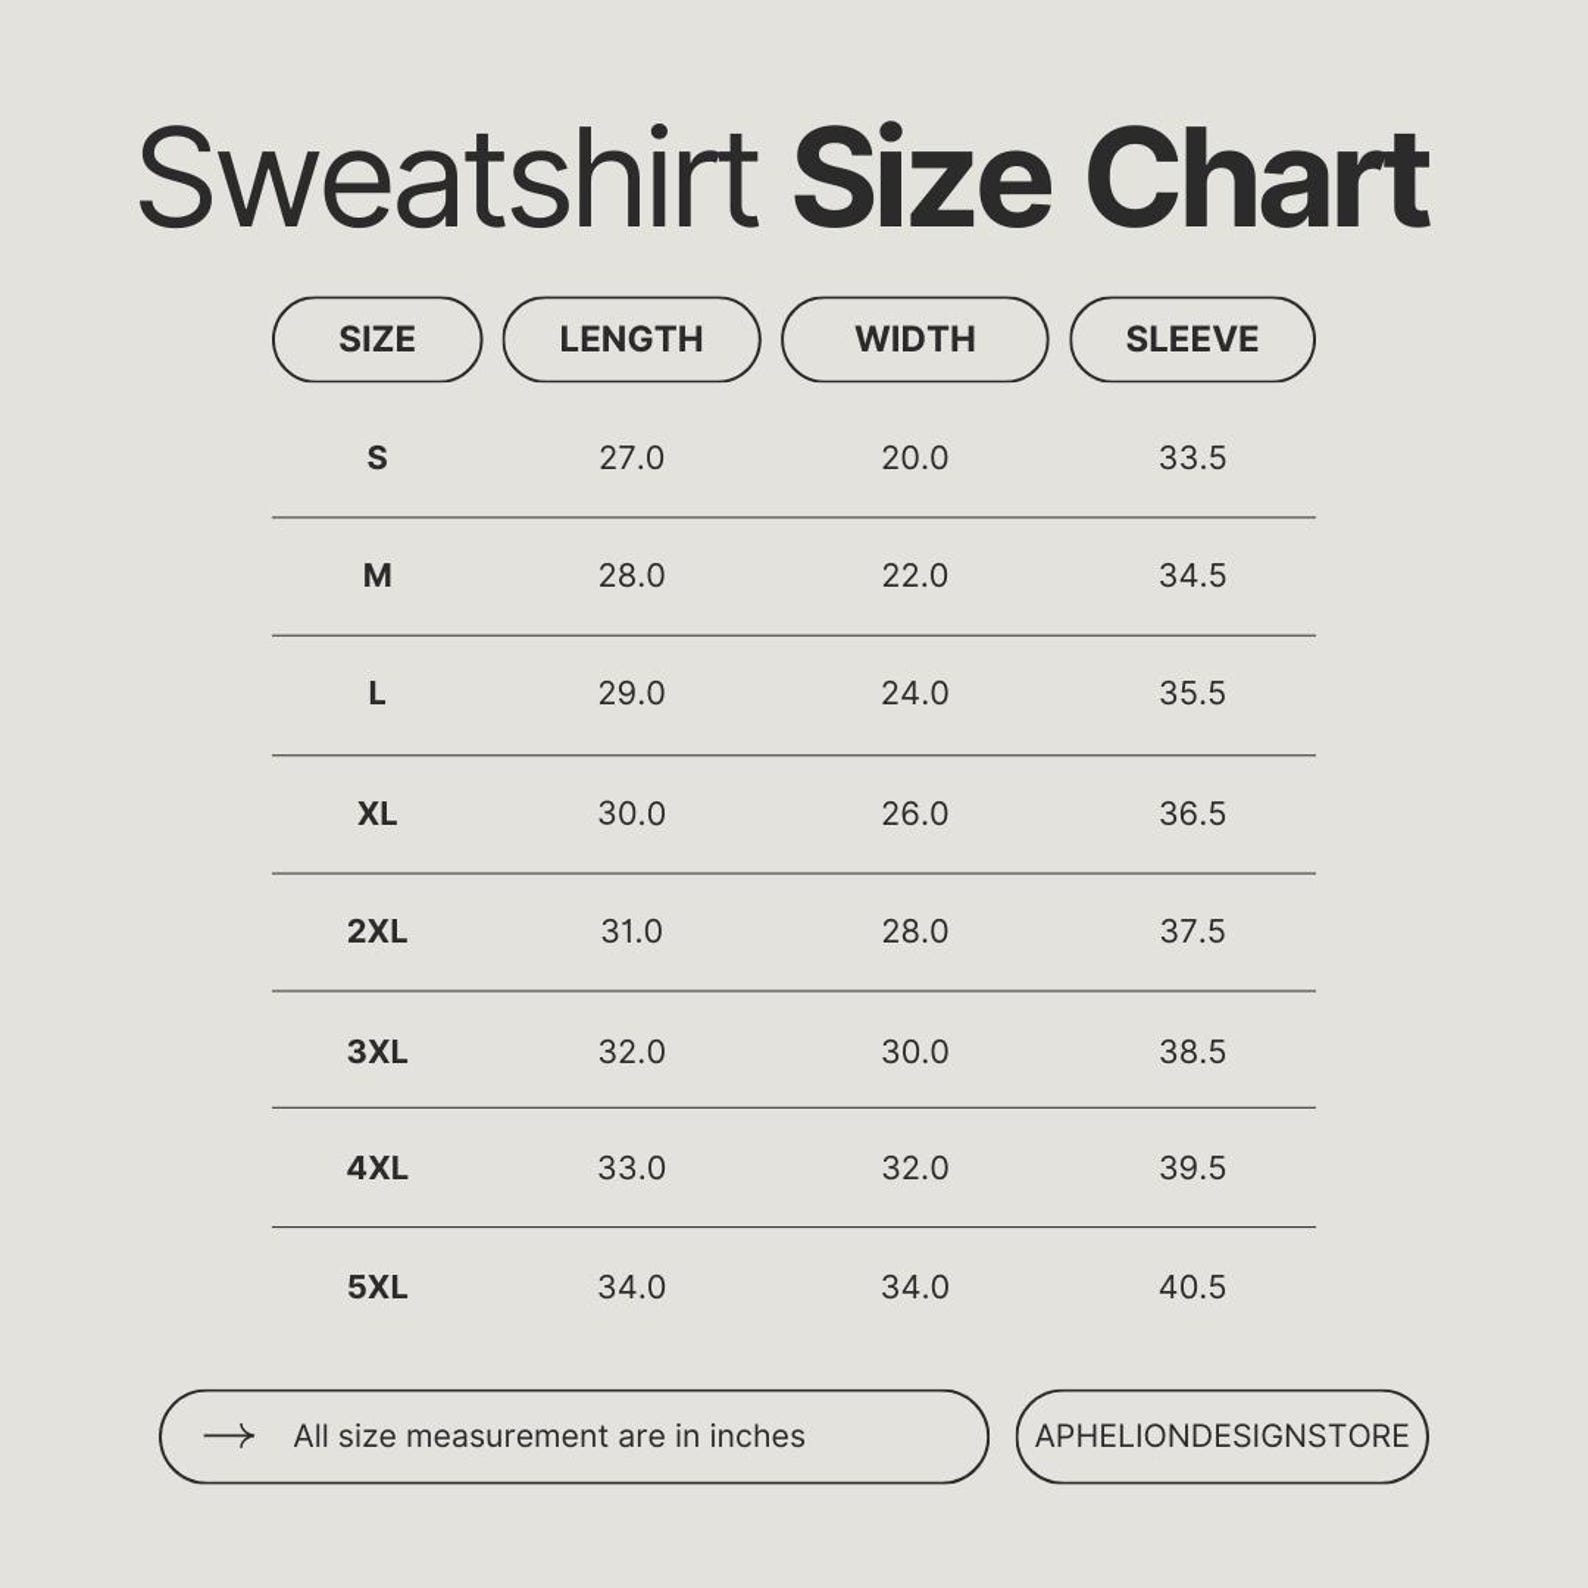 Sweatshirt Size Chart
SIZE LENGTH WIDTH SLEEVE
S 27.0 20.0 33.5
M 28.0 22.0 34.5
L 29.0 24.0 35.5
XL 30.0 26.0 36.5
2XL 31.0 28.0 37.5
3XL 32.0 30.0 38.5
4XL 33.0 32.0 39.5
5XL 34.0 34.0 40.5
→ All size measurement are in inches APHELIONDESIGNSTORE